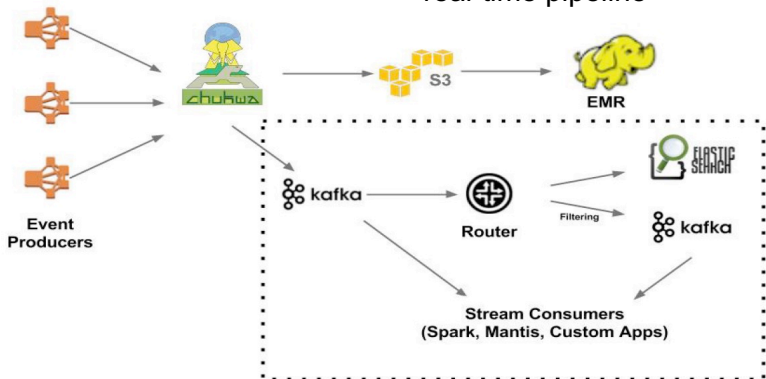 Real time pipeline
chukwa
S3
EMR
Event
Producers
kafka
Router
Filtering
ELASTIC
SEARCH
kafka
Stream Consumers
(Spark, Mantis, Custom Apps)